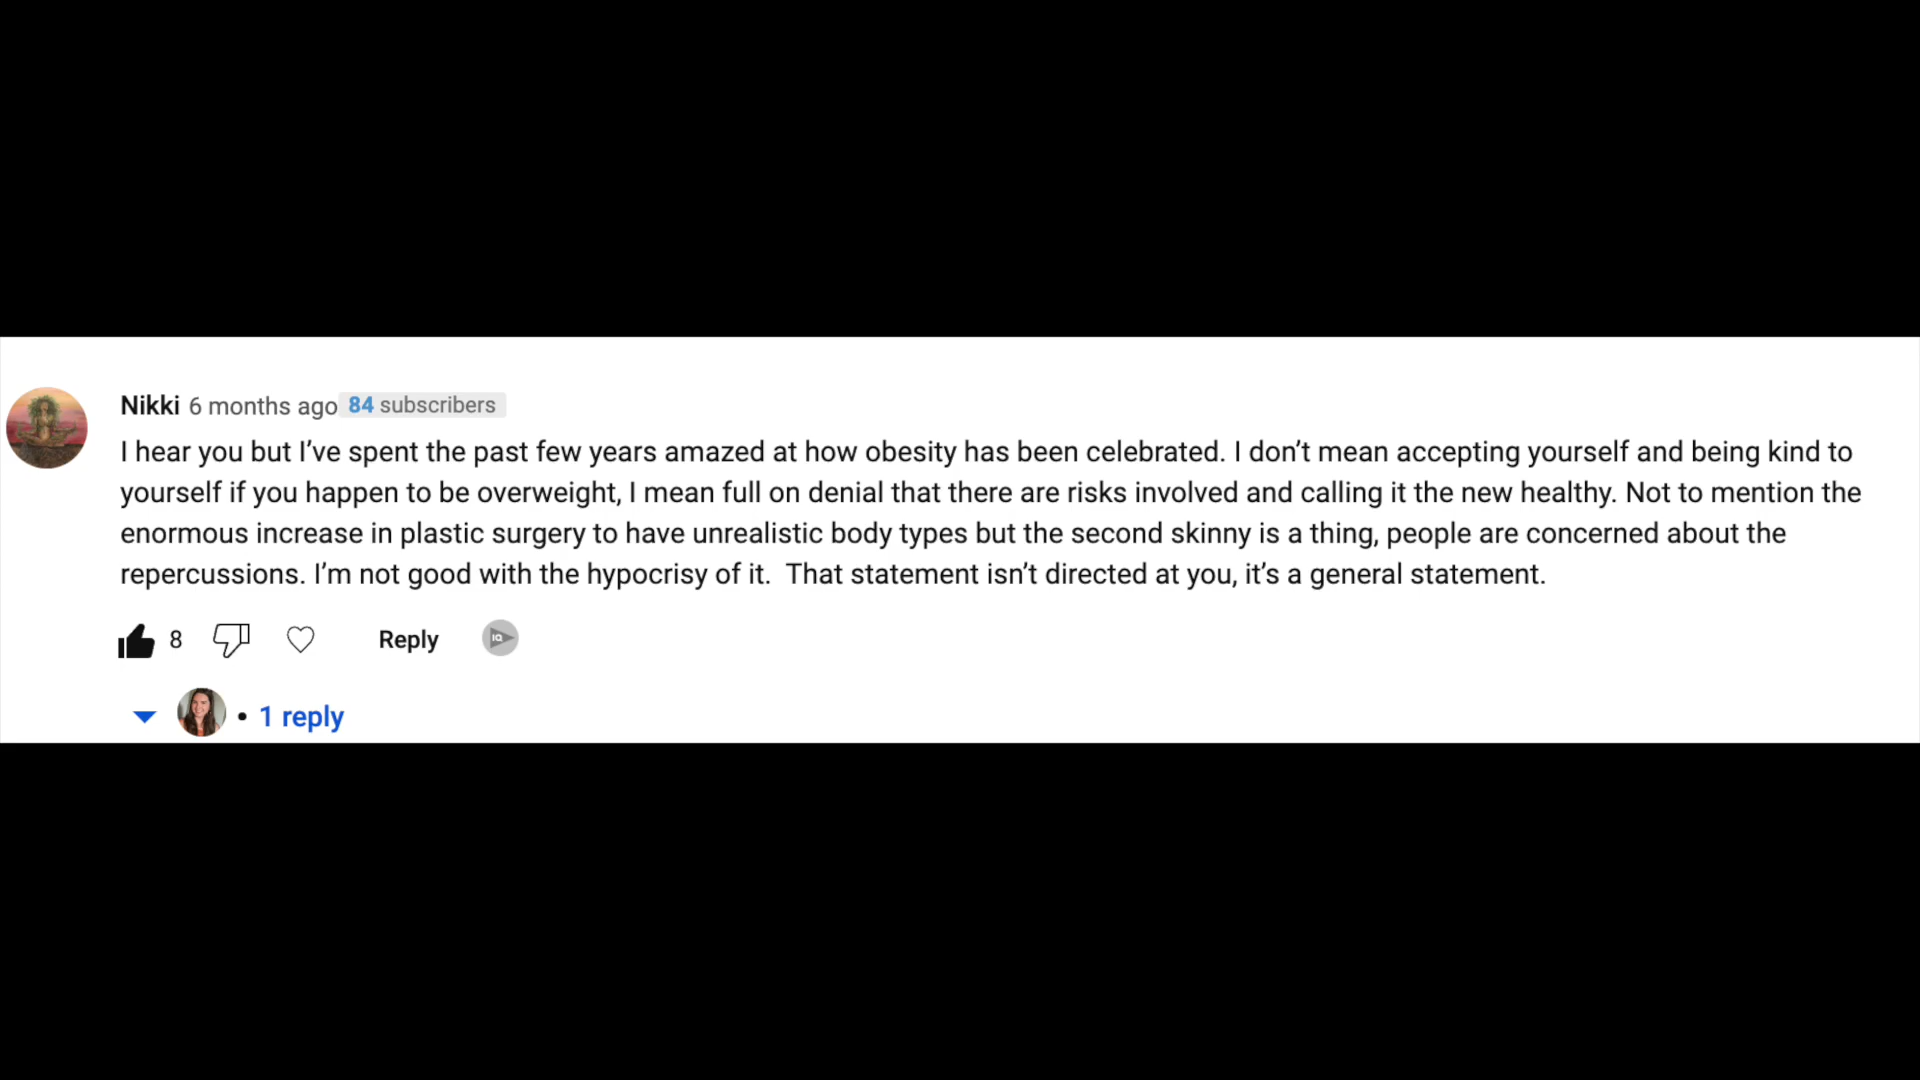 Nikki 6 months ago 84 subscribers
I hear you but I’ve spent the past few years amazed at how obesity has been celebrated. I don’t mean accepting yourself and being kind to
yourself if you happen to be overweight, I mean full on denial that there are risks involved and calling it the new healthy. Not to mention the
enormous increase in plastic surgery to have unrealistic body types but the second skinny is a thing, people are concerned about the
repercussions. I’m not good with the hypocrisy of it.  That statement isn’t directed at you, it’s a general statement.
8 Reply IQ
• 1 reply